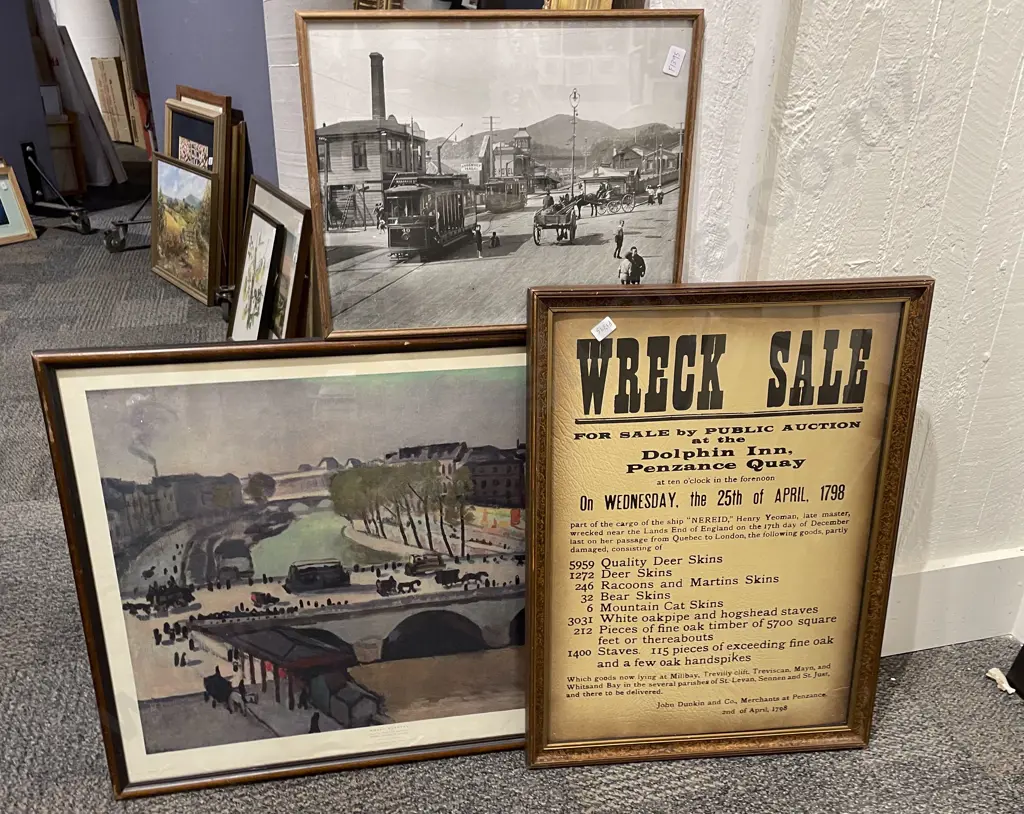 WRECK SALE
FOR SALE by PUBLIC AUCTION
at the
Dolphin Inn,
Penzance Quay
at ten o'clock in the forenoon
On WEDNESDAY, the 25th of APRIL, 1798
part of the cargo of the ship "NEREID," Henry Yeoman, late master,
wrecked near the Lands End of England on the 17th day of December
last on her passage from Quebec to London, the following goods, partly
damaged, consisting of
5959 Quality Deer Skins
1272 Deer Skins
246 Racoons and Martins Skins
32 Bear Skins
6 Mountain Cat Skins
3031 White oakpipe and hogshead staves
212 Pieces of fine oak timber of 5700 square
feet or thereabouts
1400 Staves. 115 pieces of exceeding fine oak
and a few oak handspikes
Which goods now lying at Millbay, Trevilly cliff, Treviscan, Mayn, and
Whitsand Bay in the several parishes of St. Levan, Sennen and St. Just,
and there to be delivered.
John Dunkin and Co., Merchants at Penzance
2nd of April, 1798